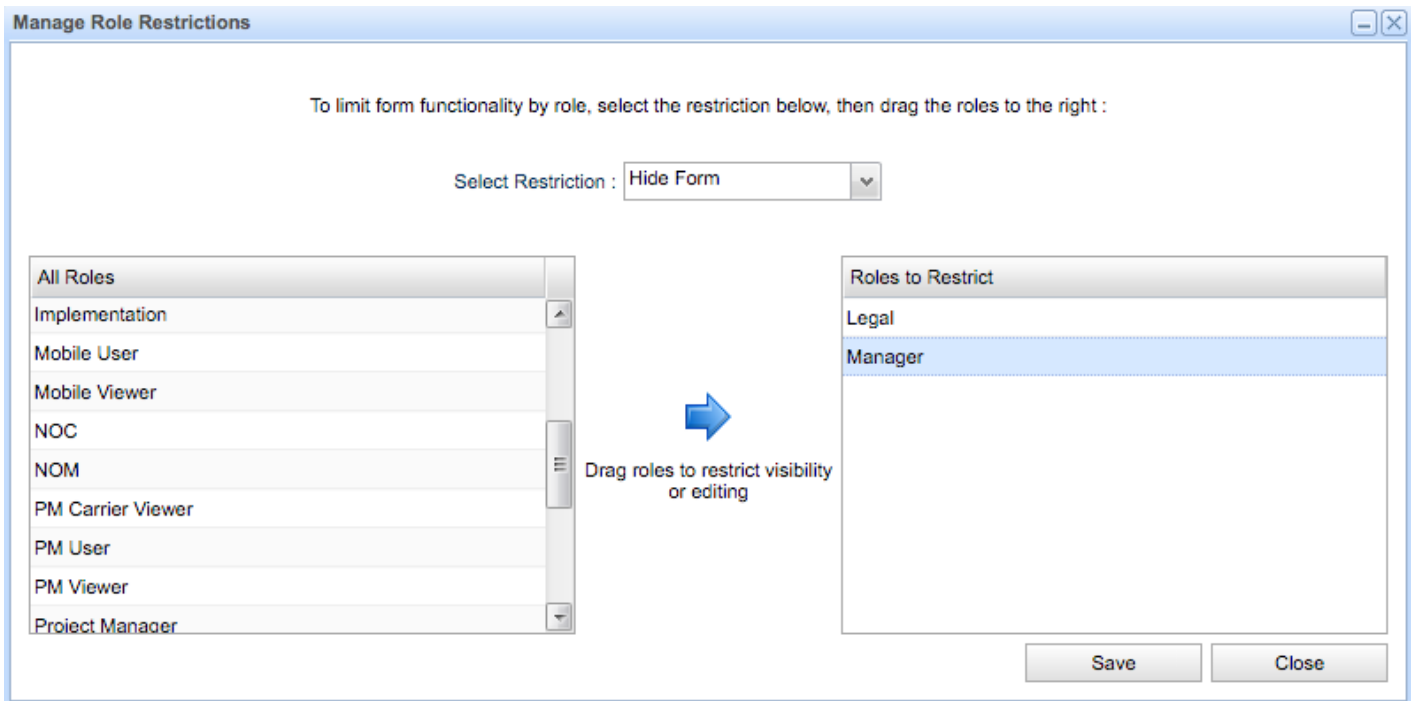 Manage Role Restrictions
To limit form functionality by role, select the restriction below, then drag the roles to the right :
Select Restriction : Hide Form
All Roles
Implementation
Mobile User
Mobile Viewer
NOC
NOM
PM Carrier Viewer
PM User
PM Viewer
Project Manager
Drag roles to restrict visibility
or editing
Roles to Restrict
Legal
Manager
Save
Close